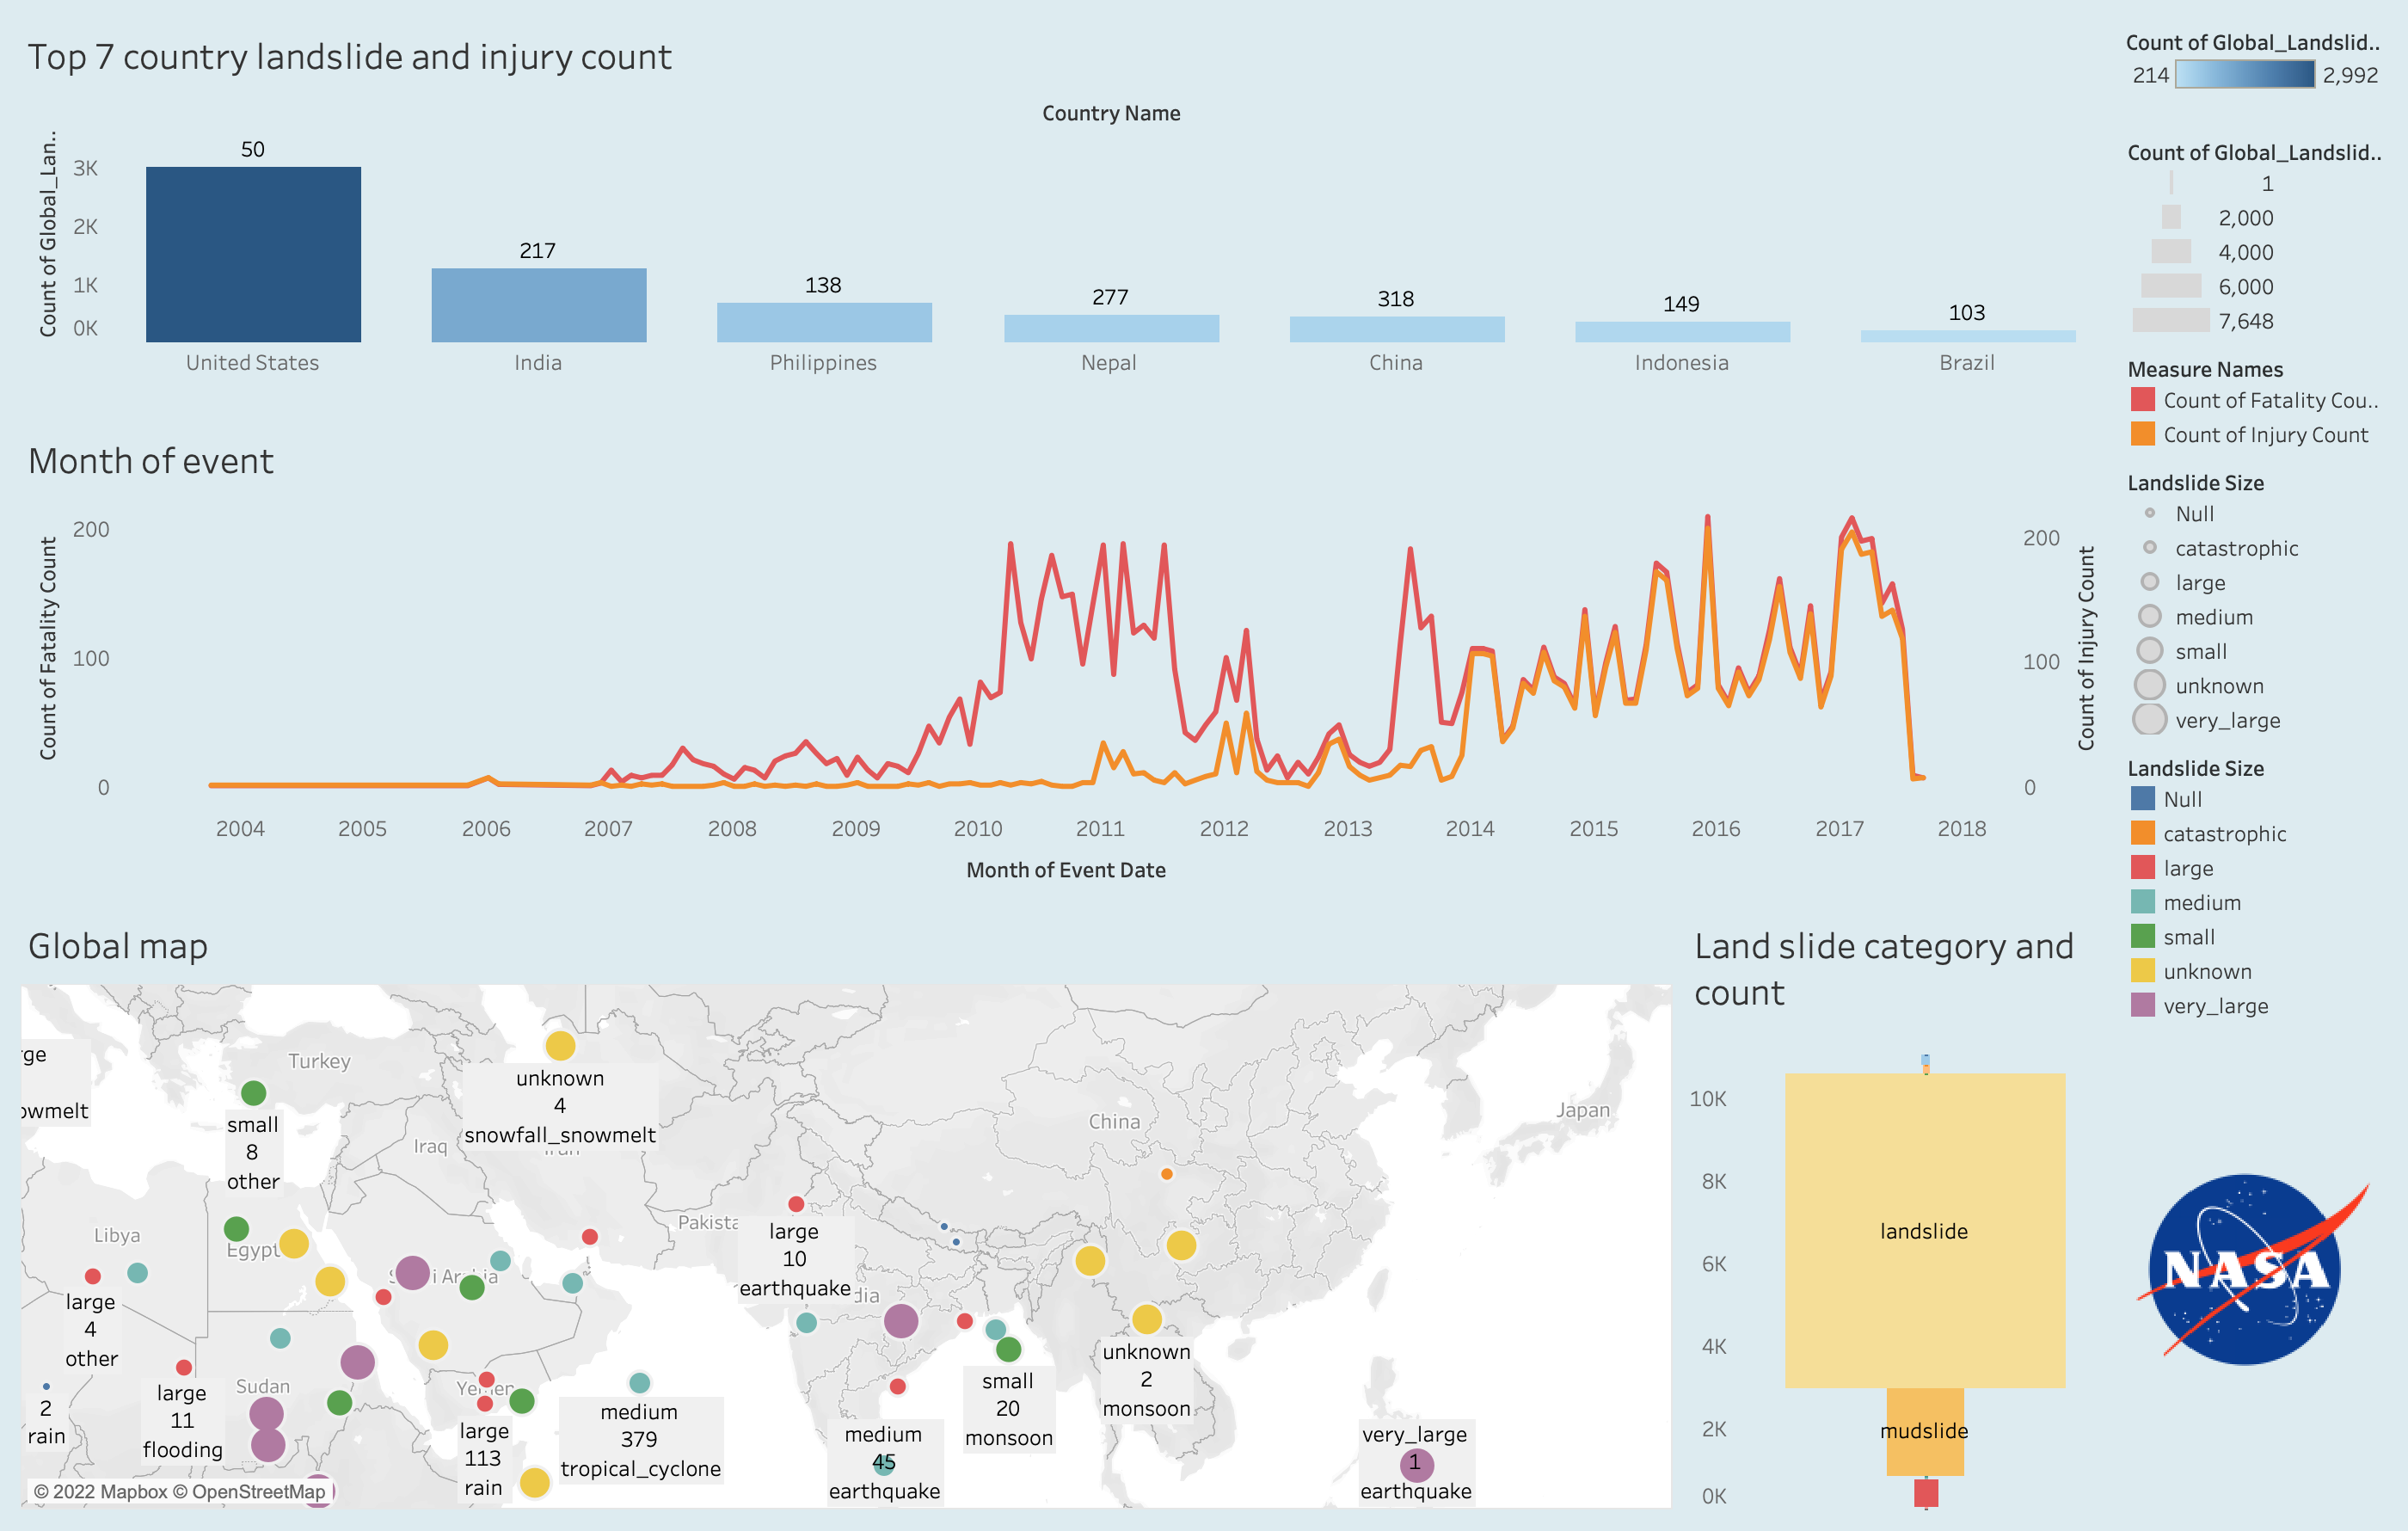 Top 7 country landslide and injury count
Country Name
Count of Global_Lan..
3K
2K
1K
0K
50
217
138
277
318
149
103
United States
India
Philippines
Nepal
China
Indonesia
Brazil
Month of event
Count of Fatality Count
200
100
0
200
100
0
Count of Injury Count
2004
2005
2006
2007
2008
2009
2010
2011
2012
2013
2014
2015
2016
2017
2018
Month of Event Date
Global map
rge
owmelt
Turkey
small
8
other
unknown
4
snowfall_snowmelt
Iraq
China
Japan
Libya
Egypt
large
4
other
2
rain
large
11
flooding
Sudan
large
113
rain
medium
379
tropical_cyclone
large
10
earthquake
medium
45
earthquake
small
20
monsoon
unknown
2
monsoon
very_large
1
earthquake
© 2022 Mapbox © OpenStreetMap
Land slide category and
count
10K
8K
6K
4K
2K
0K
landslide
mudslide
Count of Global_Landslid..
214
2,992
Count of Global_Landslid..
1
2,000
4,000
6,000
7,648
Measure Names
Count of Fatality Cou..
Count of Injury Count
Landslide Size
Null
catastrophic
large
medium
small
unknown
very_large
Landslide Size
Null
catastrophic
large
medium
small
unknown
very_large
NASA